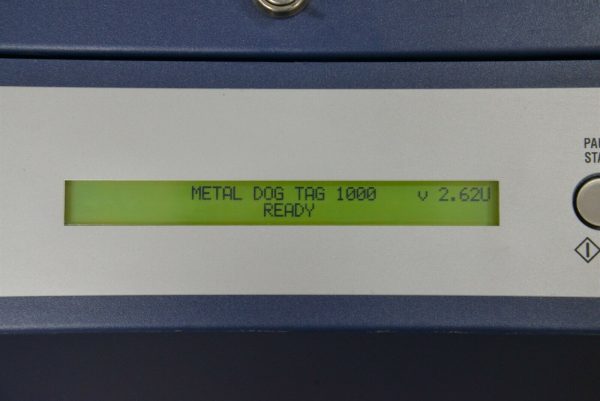 METAL DOG TAG 1000 v 2.62U
READY